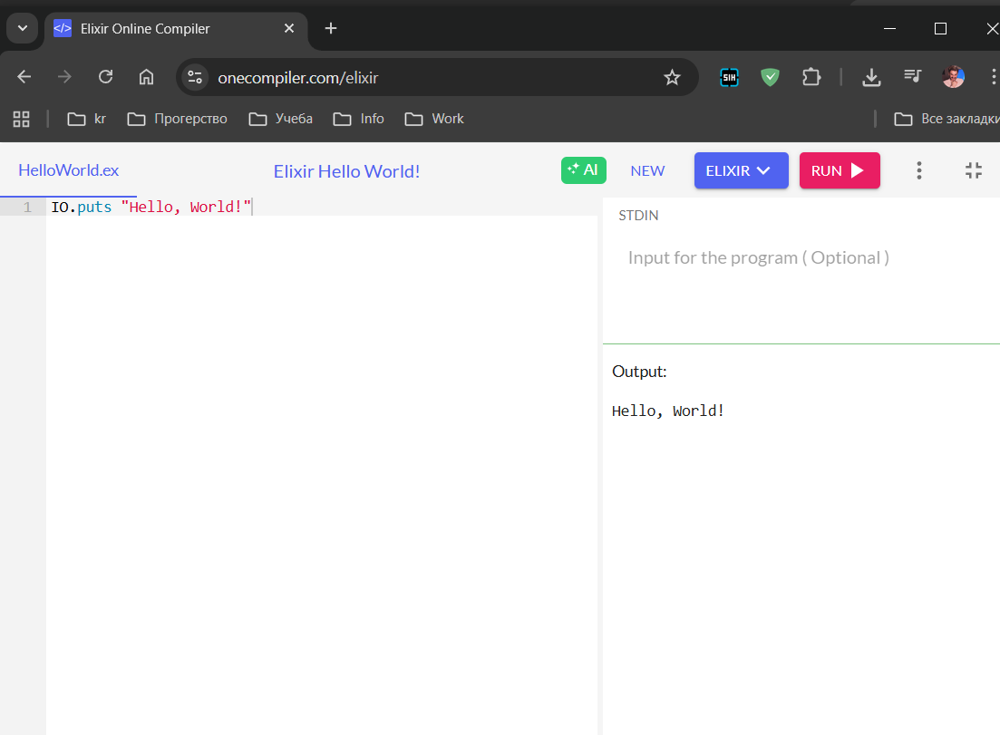 Elixir Online Compiler
onecompiler.com/elixir
SIH
kr Прогерство Учеба Info Work Все закладки
HelloWorld.ex Elixir Hello World! AI NEW ELIXIR RUN
1 IO.puts "Hello, World!"
STDIN
Input for the program ( Optional )
Output:
Hello, World!